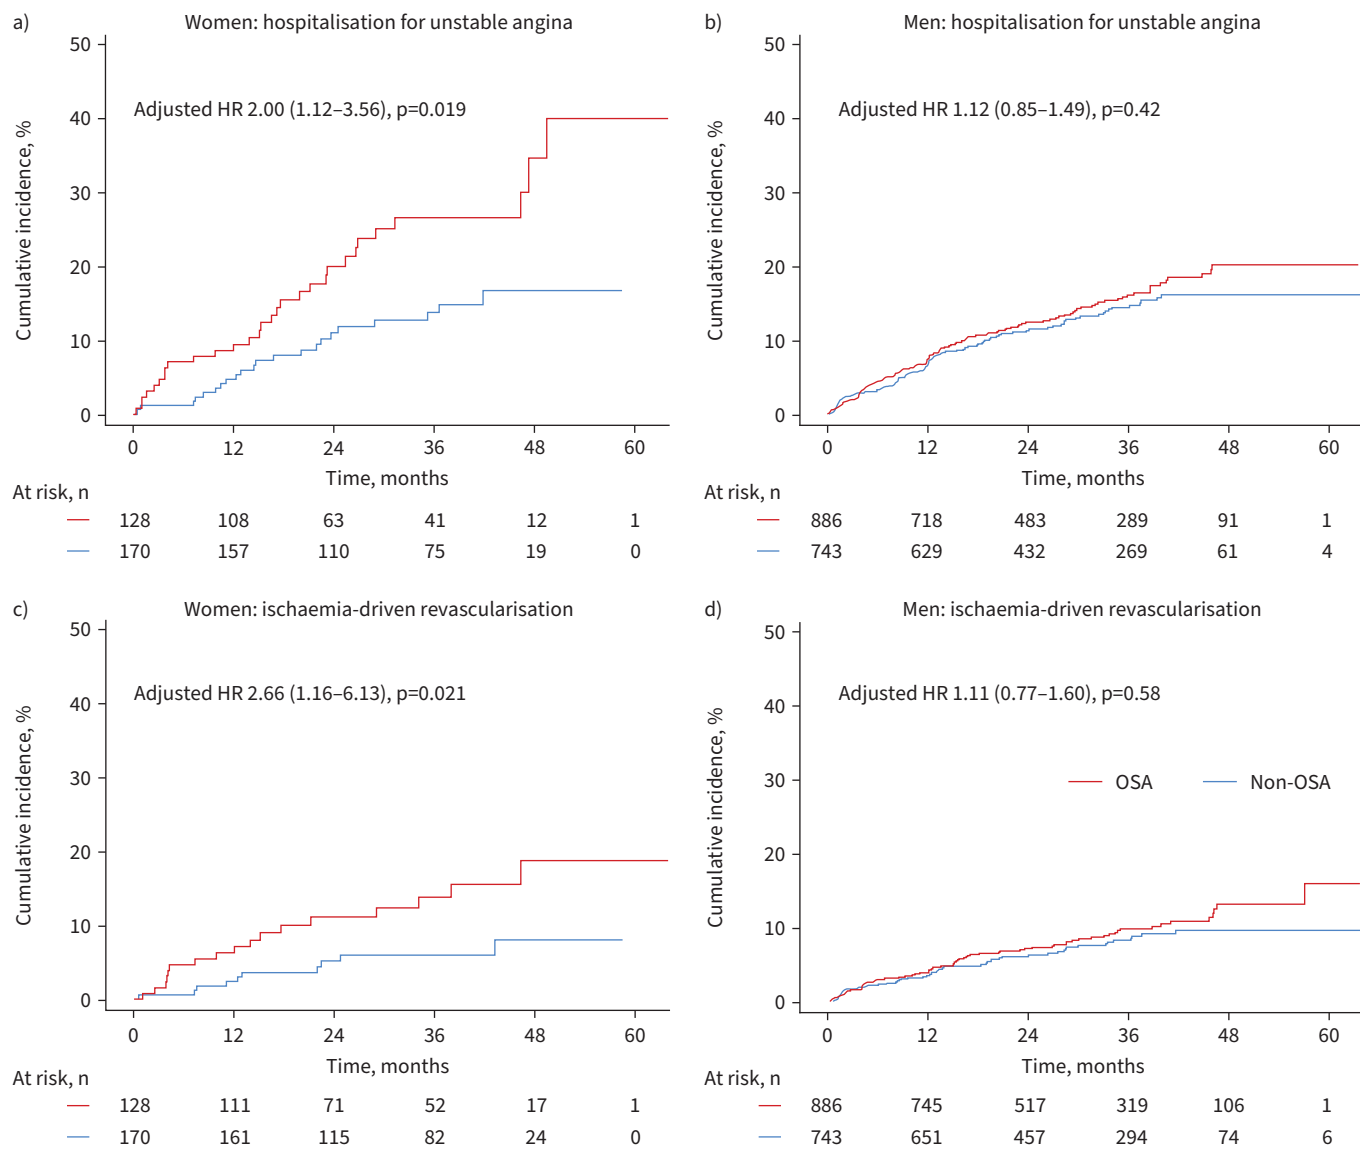 a) Women: hospitalisation for unstable angina
50
40
30
20
10
0
Cumulative incidence, %
Adjusted HR 2.00 (1.12–3.56), p=0.019
0 12 24 36 48 60
Time, months
At risk, n
128 108 63 41 12 1
170 157 110 75 19 0
b) Men: hospitalisation for unstable angina
50
40
30
20
10
0
Cumulative incidence, %
Adjusted HR 1.12 (0.85–1.49), p=0.42
0 12 24 36 48 60
Time, months
At risk, n
886 718 483 289 91 1
743 629 432 269 61 4
c) Women: ischaemia-driven revascularisation
50
40
30
20
10
0
Cumulative incidence, %
Adjusted HR 2.66 (1.16–6.13), p=0.021
0 12 24 36 48 60
Time, months
At risk, n
128 111 71 52 17 1
170 161 115 82 24 0
d) Men: ischaemia-driven revascularisation
50
40
30
20
10
0
Cumulative incidence, %
Adjusted HR 1.11 (0.77–1.60), p=0.58
OSA Non-OSA
0 12 24 36 48 60
Time, months
At risk, n
886 745 517 319 106 1
743 651 457 294 74 6